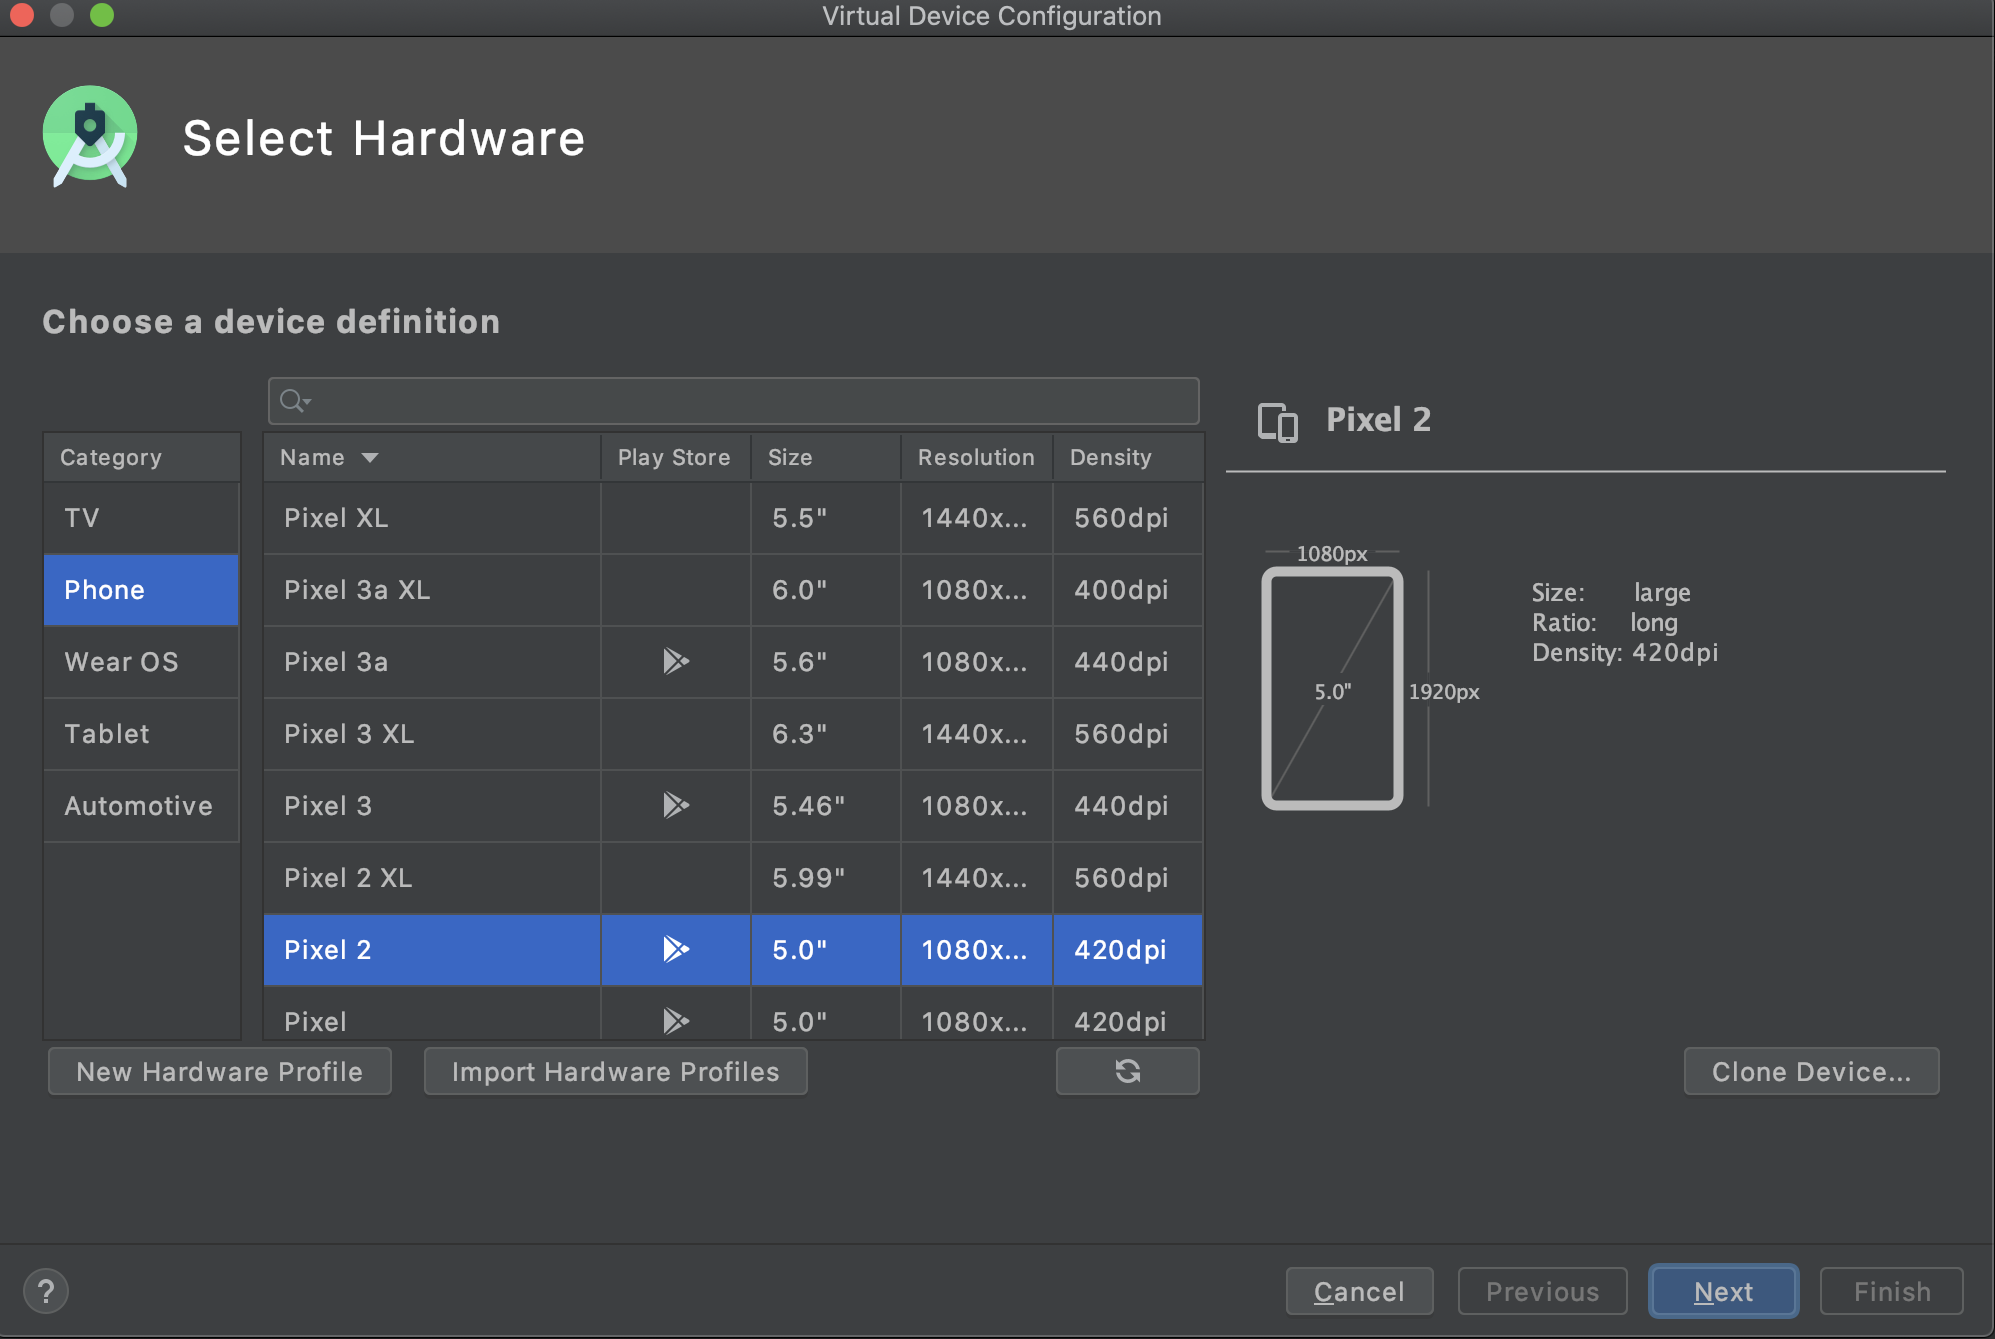 Virtual Device Configuration
Select Hardware
Choose a device definition
Category
TV
Phone
Wear OS
Tablet
Automotive
Name Play Store Size Resolution Density
Pixel XL 5.5" 1440x... 560dpi
Pixel 3a XL 6.0" 1080x... 400dpi
Pixel 3a 5.6" 1080x... 440dpi
Pixel 3 XL 6.3" 1440x... 560dpi
Pixel 3 5.46" 1080x... 440dpi
Pixel 2 XL 5.99" 1440x... 560dpi
Pixel 2 5.0" 1080x... 420dpi
Pixel 5.0" 1080x... 420dpi
Pixel 2
1080px
5.0"
1920px
Size: large
Ratio: long
Density: 420dpi
New Hardware Profile
Import Hardware Profiles
Clone Device...
?
Cancel
Previous
Next
Finish